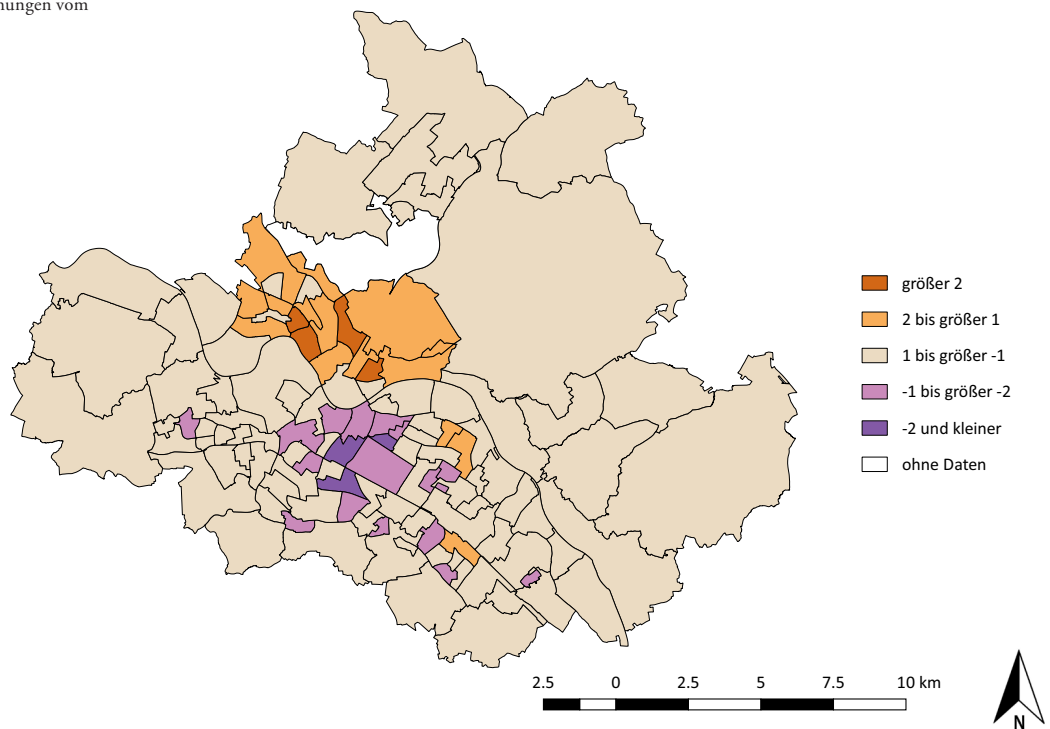 nungen vom
größer 2
2 bis größer 1
1 bis größer -1
-1 bis größer -2
-2 und kleiner
ohne Daten
2.5 0 2.5 5 7.5 10 km
N